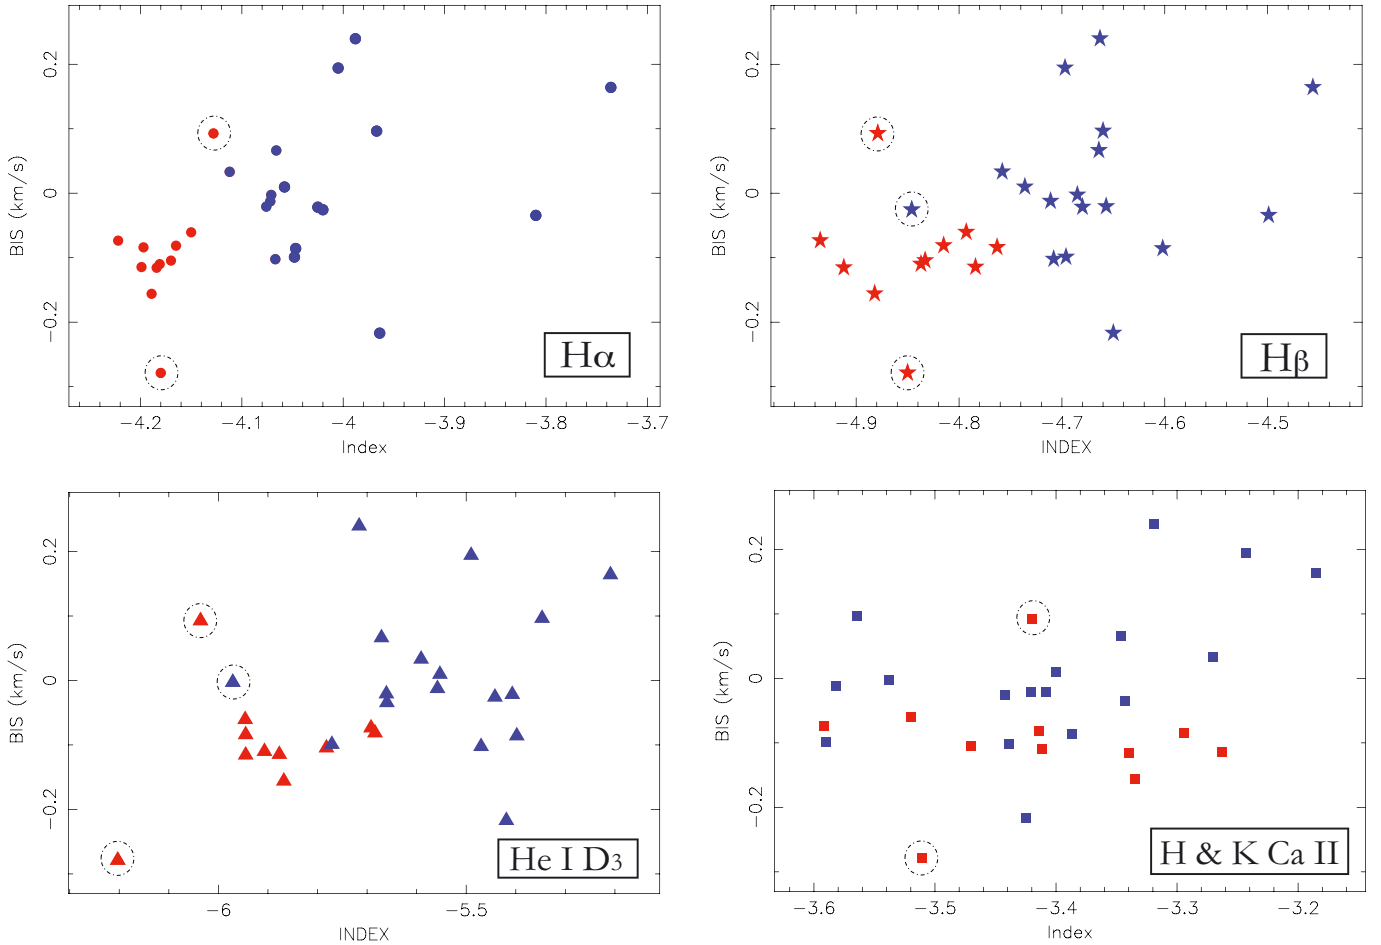 BIS (km/s)
0.2
0
−0.2
Hα
−4.2 −4.1 −4 −3.9 −3.8 −3.7
Index
BIS (km/s)
0.2
0
−0.2
Hβ
−4.9 −4.8 −4.7 −4.6 −4.5
INDEX
BIS (km/s)
0.2
0
−0.2
He I D3
−6 −5.5
INDEX
BIS (km/s)
0.2
0
−0.2
H & K Ca II
−3.6 −3.5 −3.4 −3.3 −3.2
Index